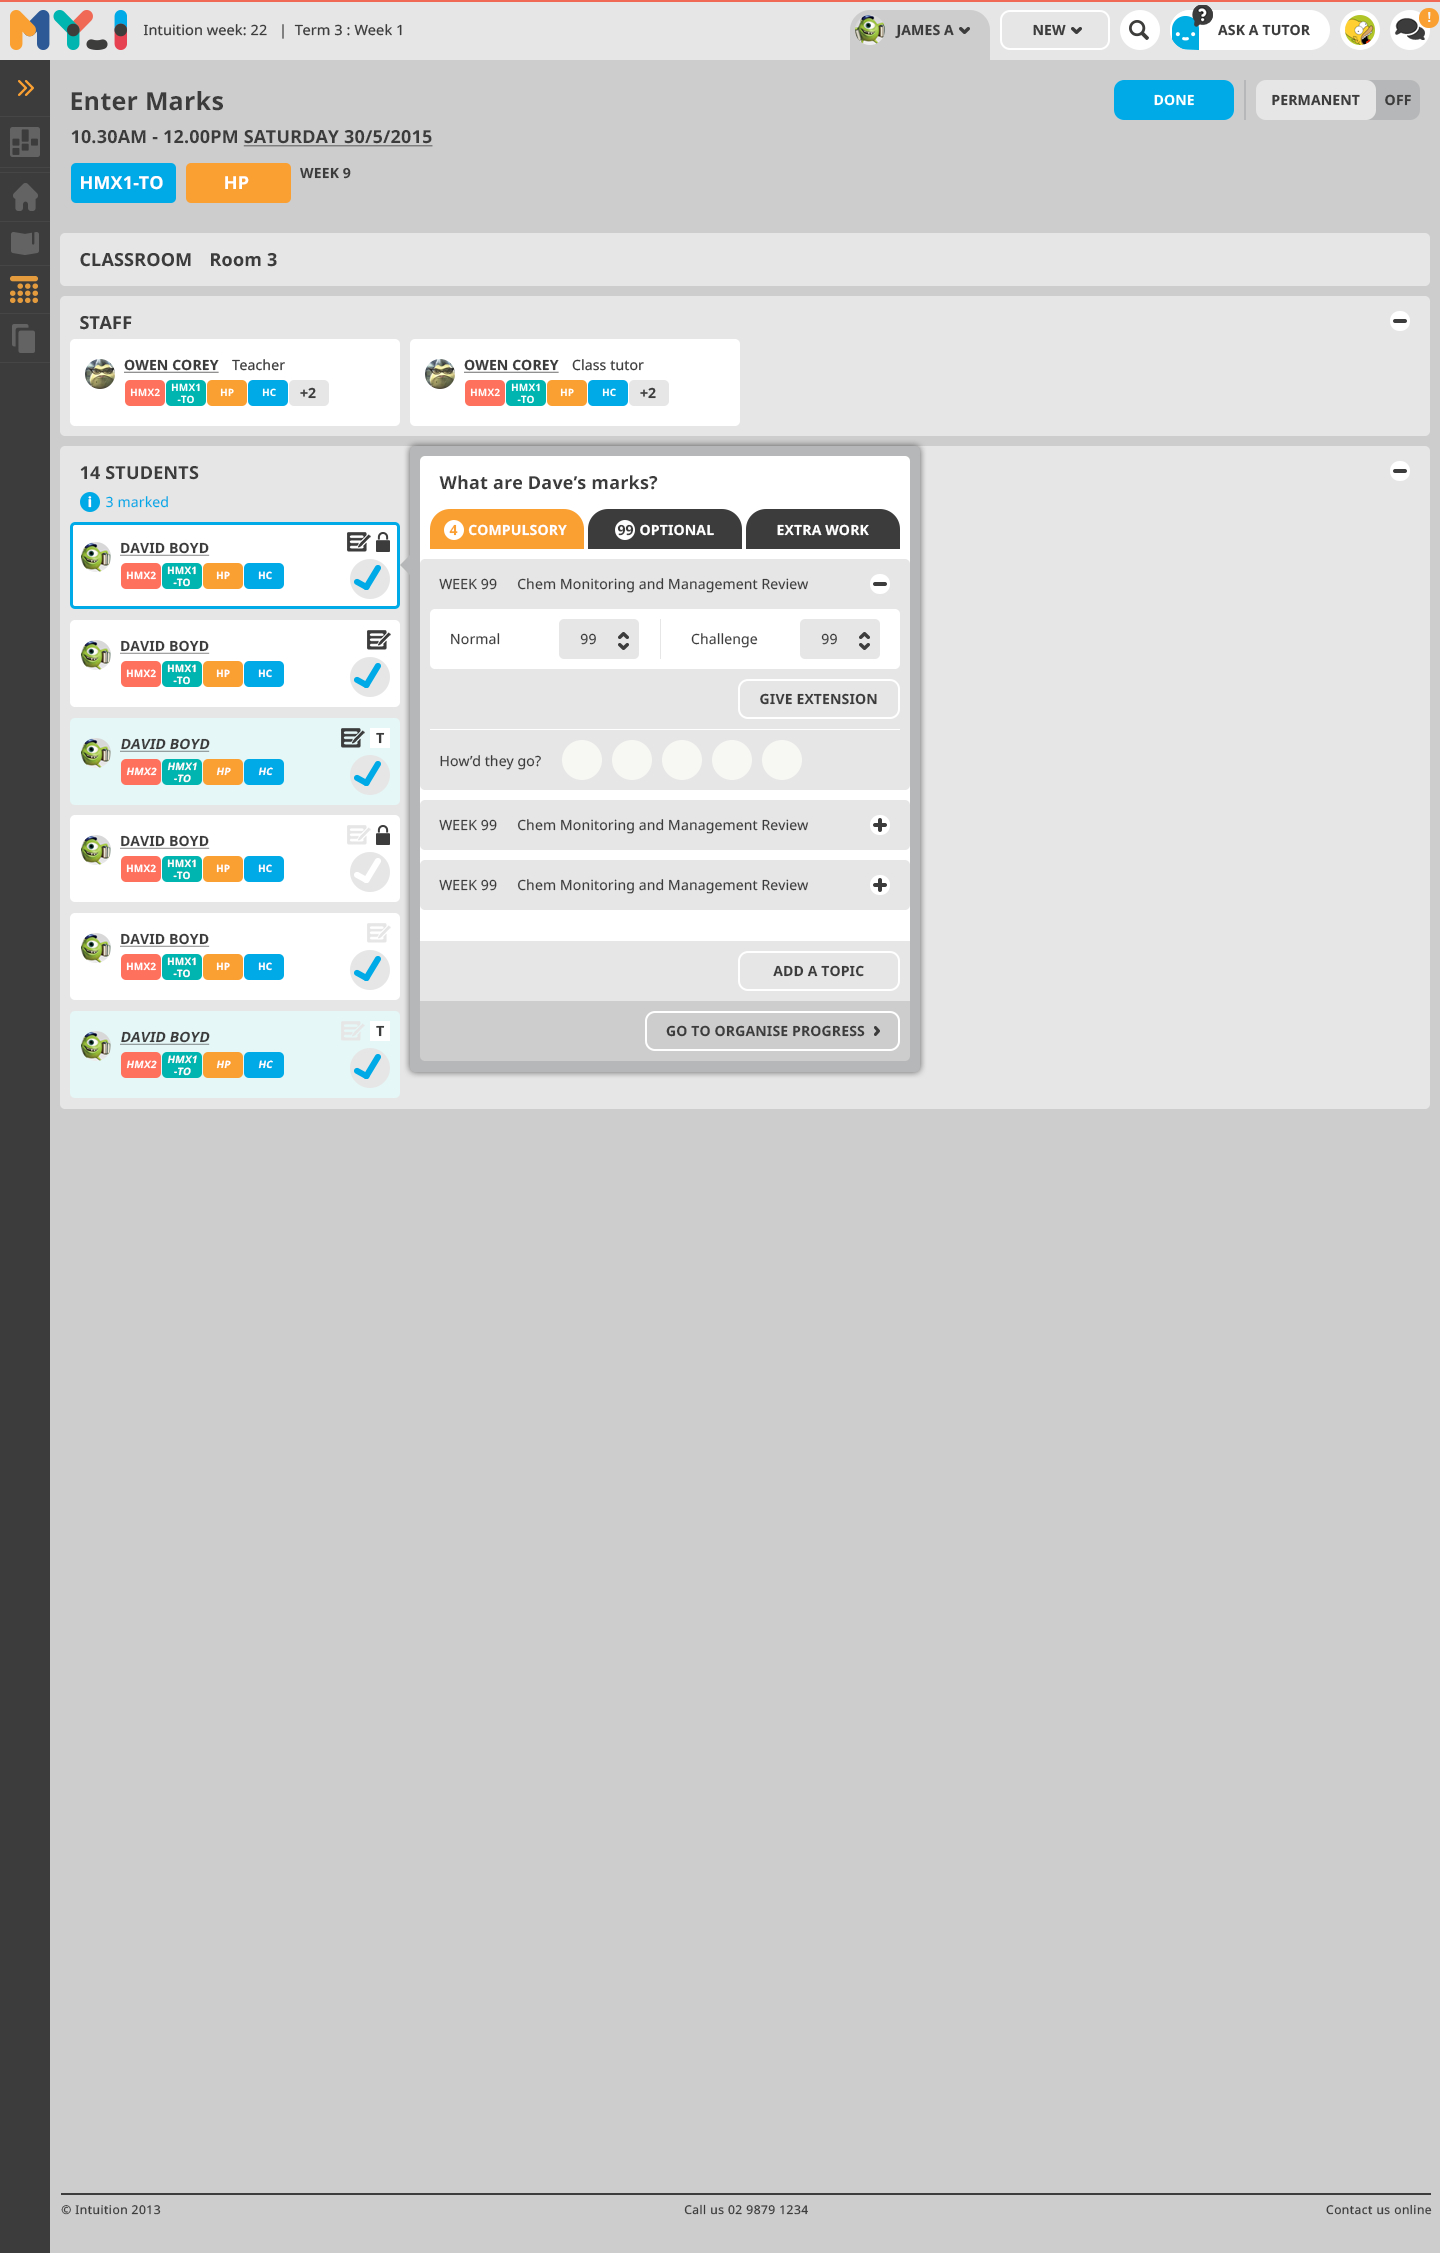 MY_I
Intuition week: 22 | Term 3 : Week 1
JAMES A
NEW
?
ASK A TUTOR
!
Enter Marks
DONE
PERMANENT
OFF
10.30AM - 12.00PM SATURDAY 30/5/2015
HMX1-TO
HP
WEEK 9
CLASSROOM Room 3
STAFF
OWEN COREY Teacher
HMX2 HMX1 -TO HP HC +2
OWEN COREY Class tutor
HMX2 HMX1 -TO HP HC +2
14 STUDENTS
i 3 marked
DAVID BOYD
HMX2 HMX1 -TO HP HC
DAVID BOYD
HMX2 HMX1 -TO HP HC
DAVID BOYD
T
HMX2 HMX1 -TO HP HC
DAVID BOYD
HMX2 HMX1 -TO HP HC
DAVID BOYD
HMX2 HMX1 -TO HP HC
DAVID BOYD
T
HMX2 HMX1 -TO HP HC
What are Dave’s marks?
4 COMPULSORY
99 OPTIONAL
EXTRA WORK
WEEK 99 Chem Monitoring and Management Review
Normal 99
Challenge 99
GIVE EXTENSION
How’d they go?
WEEK 99 Chem Monitoring and Management Review
WEEK 99 Chem Monitoring and Management Review
ADD A TOPIC
GO TO ORGANISE PROGRESS
© Intuition 2013
Call us 02 9879 1234
Contact us online